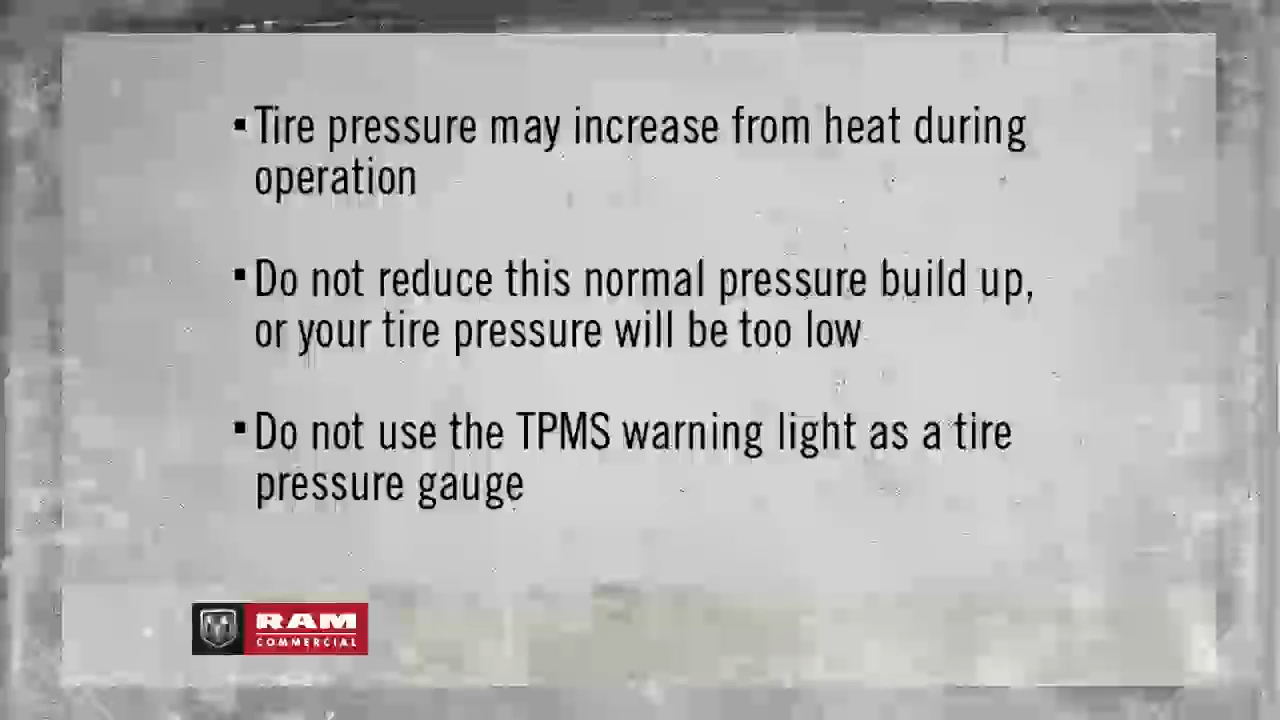 ▪Tire pressure may increase from heat during
operation
▪Do not reduce this normal pressure build up,
or your tire pressure will be too low
▪Do not use the TPMS warning light as a tire
pressure gauge
RAM
COMMERCIAL